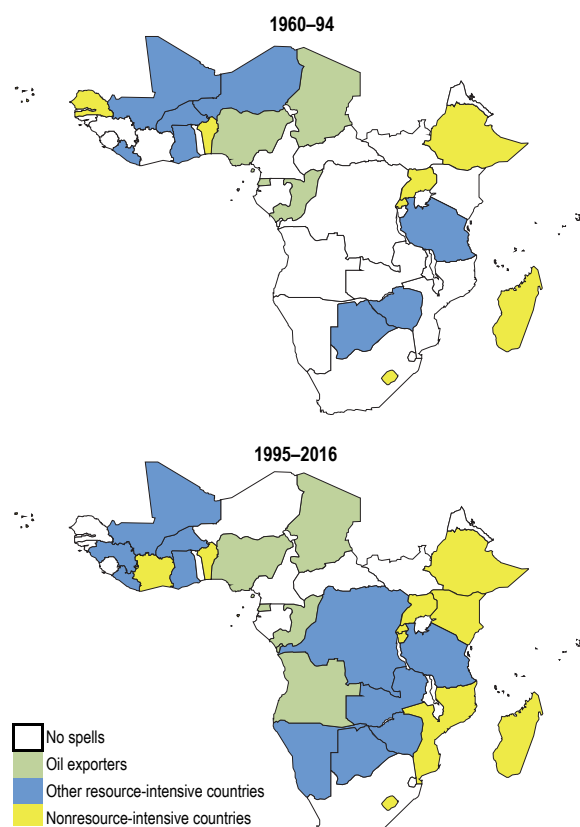 1960–94
1995–2016
No spells
Oil exporters
Other resource-intensive countries
Nonresource-intensive countries